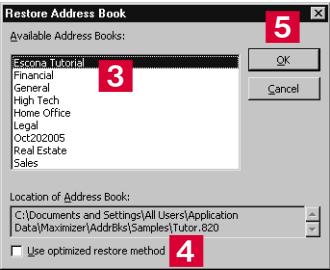 Restore Address Book
5
Available Address Books:
OK
Escona Tutorial
3
Financial
General
Cancel
High Tech
Home Office
Legal
Oct202005
Real Estate
Sales
Location of Address Book:
C:\Documents and Settings\All Users\Application
Data\Maximizer\AddrBks\Samples\Tutor.820
Use optimized restore method
4